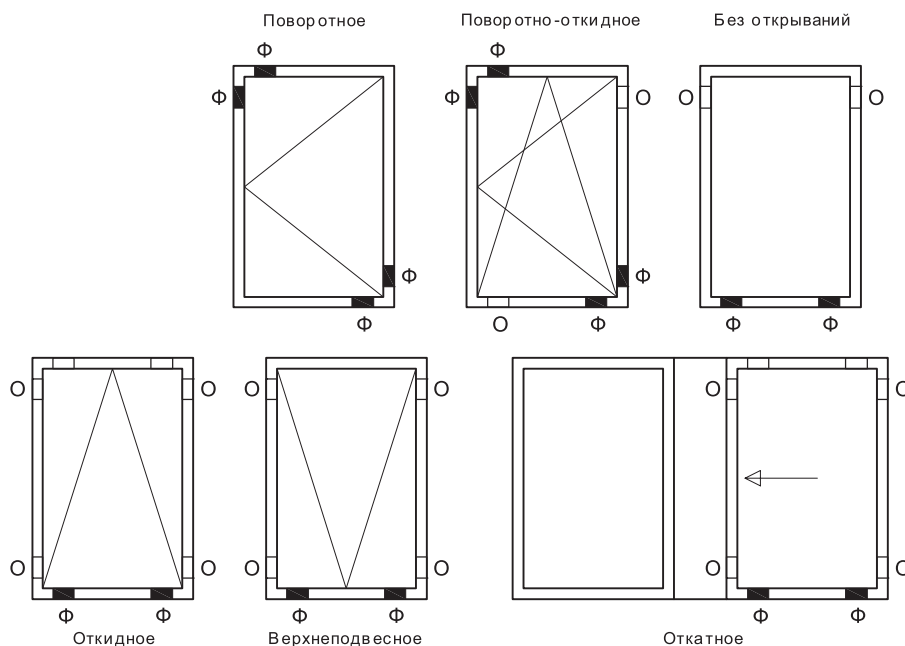 Поворотное
Поворотно-откидное
Без открываний
Ф
Ф
Ф
Ф
Ф
Ф
О
Ф
О
Ф
О
О
Ф
Ф
О
О
О
О
Ф
Ф
Откидное
О
О
О
О
Ф
Ф
Верхнеподвесное
О
О
О
О
Ф
Ф
Откатное